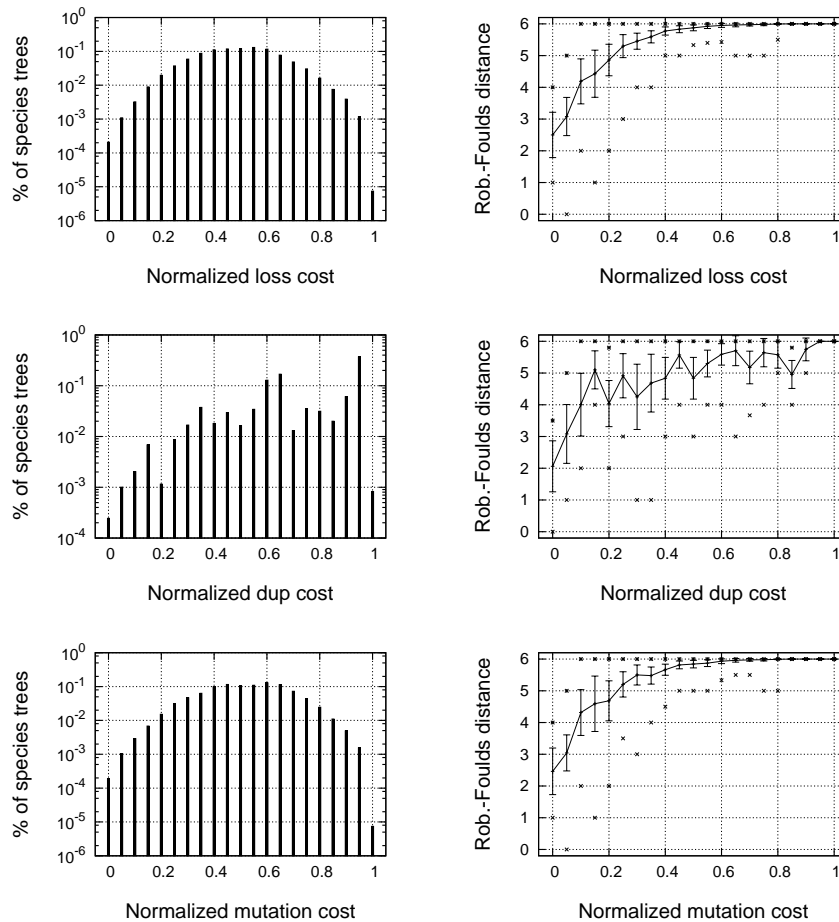 % of species trees
10^0
10^-1
10^-2
10^-3
10^-4
10^-5
10^-6
0 0.2 0.4 0.6 0.8 1
Normalized loss cost
Rob.-Foulds distance
6
5
4
3
2
1
0
0 0.2 0.4 0.6 0.8 1
Normalized loss cost
% of species trees
10^0
10^-1
10^-2
10^-3
10^-4
0 0.2 0.4 0.6 0.8 1
Normalized dup cost
Rob.-Foulds distance
6
5
4
3
2
1
0
0 0.2 0.4 0.6 0.8 1
Normalized dup cost
% of species trees
10^0
10^-1
10^-2
10^-3
10^-4
10^-5
10^-6
0 0.2 0.4 0.6 0.8 1
Normalized mutation cost
Rob.-Foulds distance
6
5
4
3
2
1
0
0 0.2 0.4 0.6 0.8 1
Normalized mutation cost